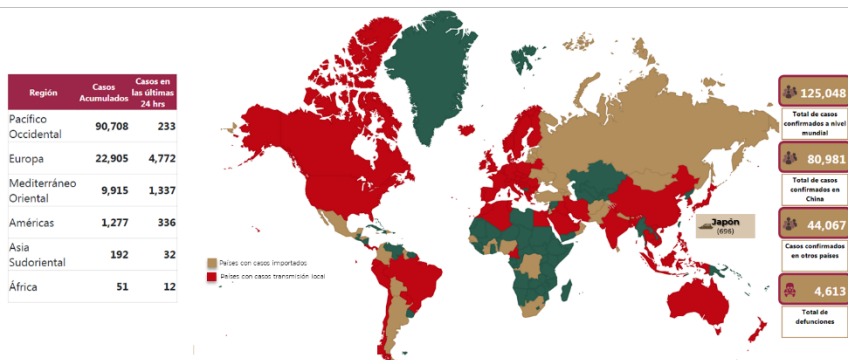 Región
Casos
Acumulados
Casos en
las últimas
24 hrs
Pacífico
Occidental
90,708
233
Europa
22,905
4,772
Mediterráneo
Oriental
9,915
1,337
Américas
1,277
336
Asia
Sudoriental
192
32
África
51
12
Países con casos importados
Países con casos transmisión local
Japón
(696)
125,048
Total de casos
confirmados a nivel
mundial
80,981
Total de casos
confirmados en
China
44,067
Casos confirmados
en otros países
4,613
Total de
defunciones